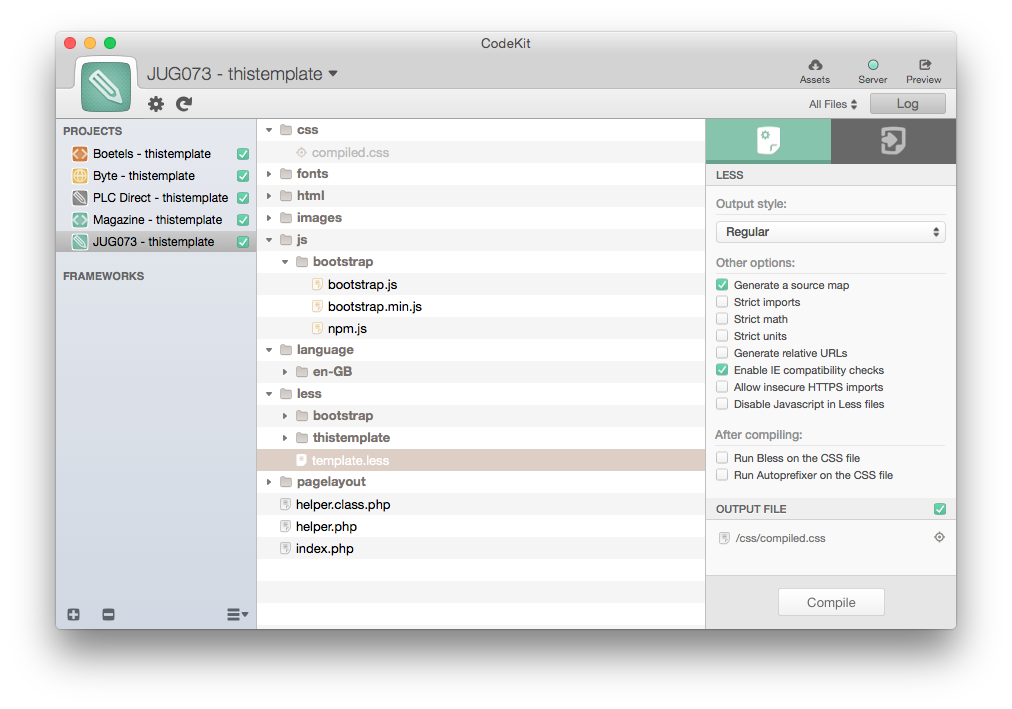 CodeKit
JUG073 - thistemplate
Assets
Server
Preview
All Files
Log
PROJECTS
Boetels - thistemplate
Byte - thistemplate
PLC Direct - thistemplate
Magazine - thistemplate
JUG073 - thistemplate
FRAMEWORKS
css
compiled.css
fonts
html
images
js
bootstrap
bootstrap.js
bootstrap.min.js
npm.js
language
en-GB
less
bootstrap
thistemplate
template.less
pagelayout
helper.class.php
helper.php
index.php
LESS
Output style:
Regular
Other options:
Generate a source map
Strict imports
Strict math
Strict units
Generate relative URLs
Enable IE compatibility checks
Allow insecure HTTPS imports
Disable Javascript in Less files
After compiling:
Run Bless on the CSS file
Run Autoprefixer on the CSS file
OUTPUT FILE
/css/compiled.css
Compile